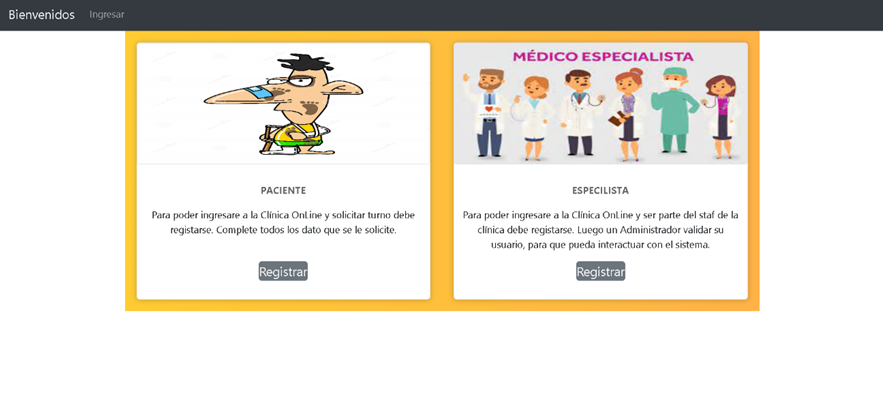 Bienvenidos Ingresar
MÉDICO ESPECIALISTA
PACIENTE
Para poder ingresare a la Clínica OnLine y solicitar turno debe
registarse. Complete todos los dato que se le solicite.
Registrar
ESPECILISTA
Para poder ingresare a la Clínica OnLine y ser parte del staf de la
clínica debe registarse. Luego un Administrador validar su
usuario, para que pueda interactuar con el sistema.
Registrar